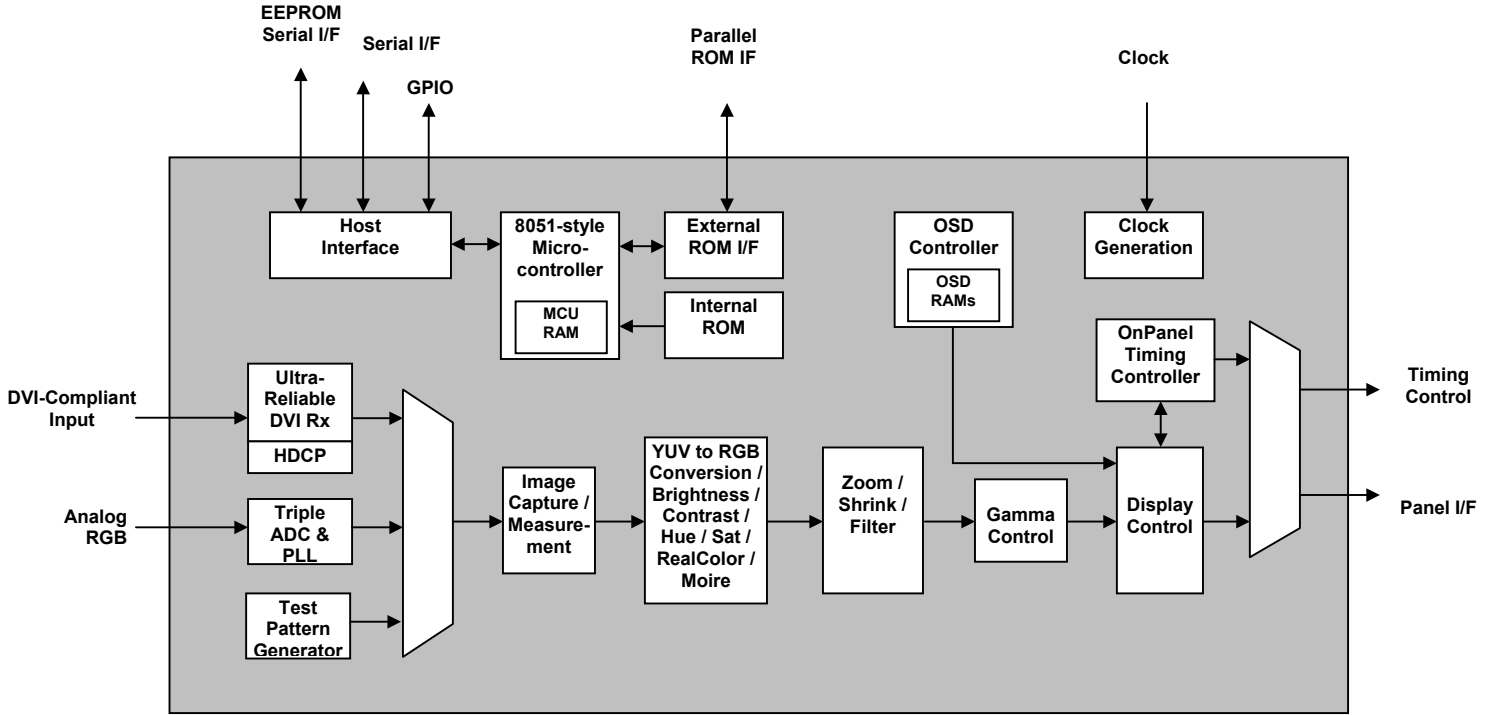 EEPROM
Serial I/F
Serial I/F
GPIO
Parallel
ROM IF
Clock
Host
Interface
8051-style
Micro-
controller
MCU
RAM
External
ROM I/F
Internal
ROM
OSD
Controller
OSD
RAMs
Clock
Generation
OnPanel
Timing
Controller
Timing
Control
DVI-Compliant
Input
Ultra-
Reliable
DVI Rx
HDCP
Analog
RGB
Triple
ADC &
PLL
Test
Pattern
Generator
Image
Capture /
Measure-
ment
YUV to RGB
Conversion /
Brightness /
Contrast /
Hue / Sat /
RealColor /
Moire
Zoom /
Shrink /
Filter
Gamma
Control
Display
Control
Panel I/F